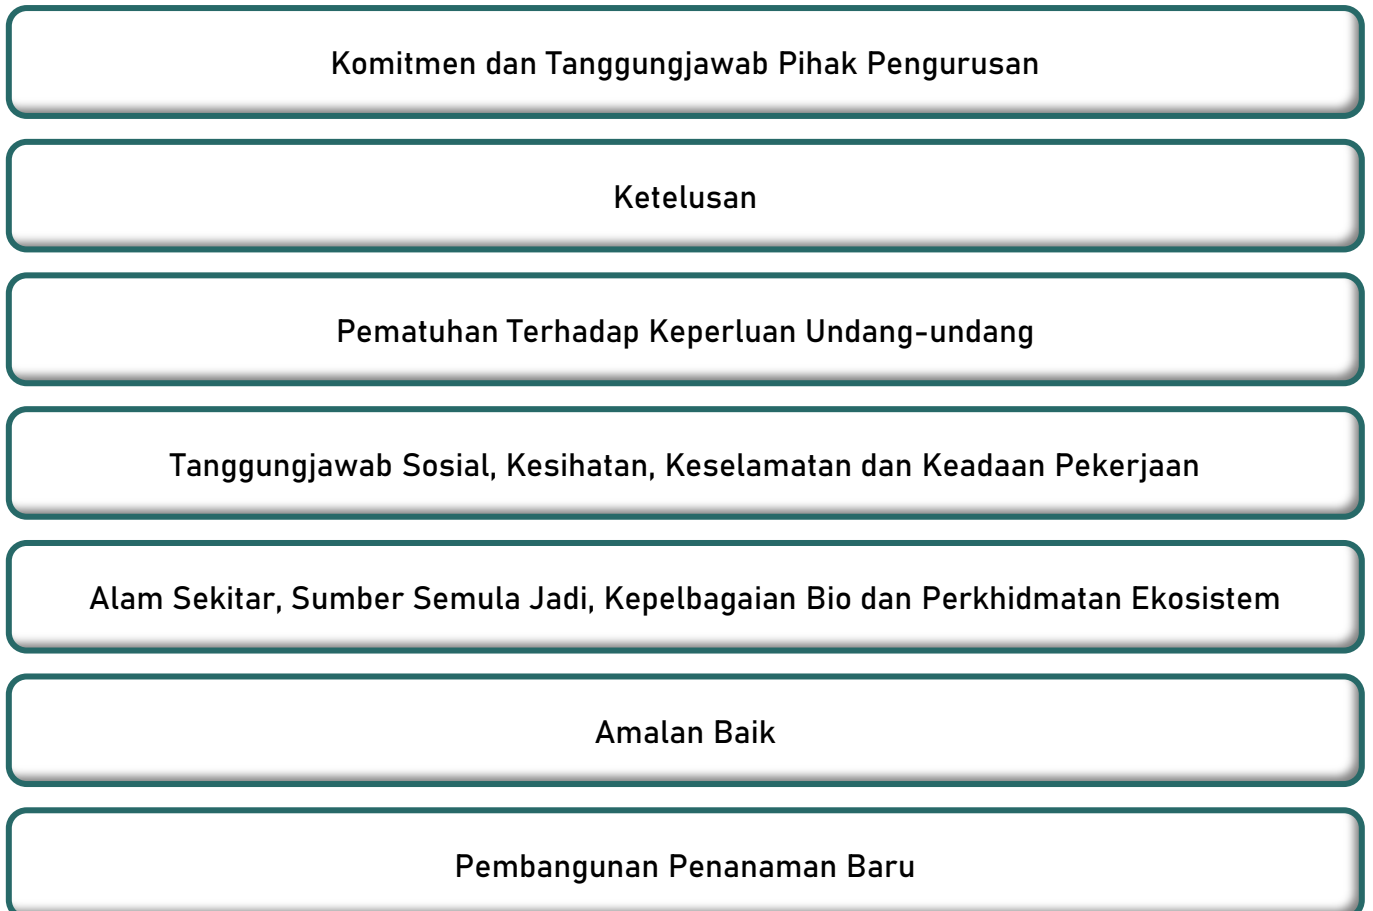 Komitmen dan Tanggungjawab Pihak Pengurusan
Ketelusan
Pematuhan Terhadap Keperluan Undang-undang
Tanggungjawab Sosial, Kesihatan, Keselamatan dan Keadaan Pekerjaan
Alam Sekitar, Sumber Semula Jadi, Kepelbagaian Bio dan Perkhidmatan Ekosistem
Amalan Baik
Pembangunan Penanaman Baru